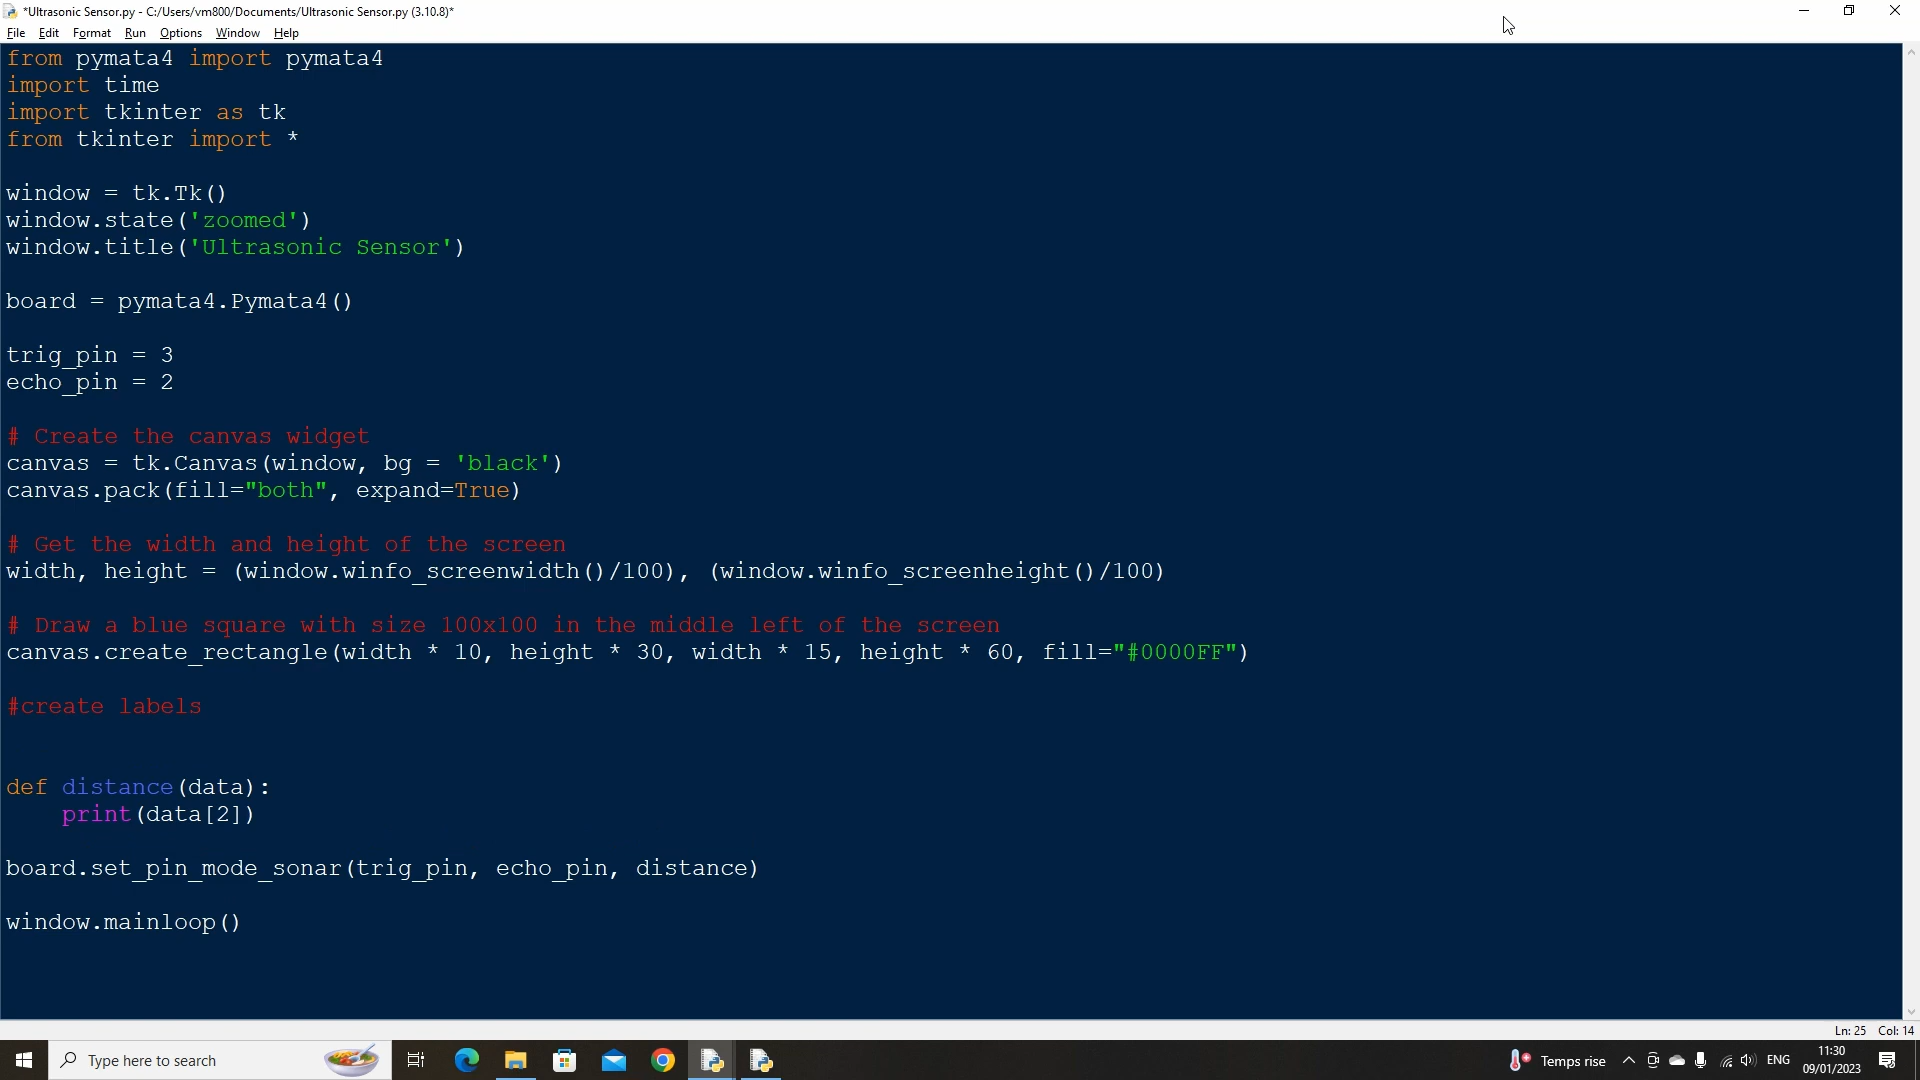 *Ultrasonic Sensor.py - C:/Users/vm800/Documents/Ultrasonic Sensor.py (3.10.8)*
File Edit Format Run Options Window Help
from pymata4 import pymata4
import time
import tkinter as tk
from tkinter import *
window = tk.Tk()
window.state('zoomed')
window.title('Ultrasonic Sensor')
board = pymata4.Pymata4()
trig_pin = 3
echo_pin = 2
# Create the canvas widget
canvas = tk.Canvas(window, bg = 'black')
canvas.pack(fill="both", expand=True)
# Get the width and height of the screen
width, height = (window.winfo_screenwidth()/100), (window.winfo_screenheight()/100)
# Draw a blue square with size 100x100 in the middle left of the screen
canvas.create_rectangle(width * 10, height * 30, width * 15, height * 60, fill="#0000FF")
#create labels
def distance(data):
    print(data[2])
board.set_pin_mode_sonar(trig_pin, echo_pin, distance)
window.mainloop()
Ln: 25 Col: 14
Type here to search
Temps rise
ENG
11:30
09/01/2023